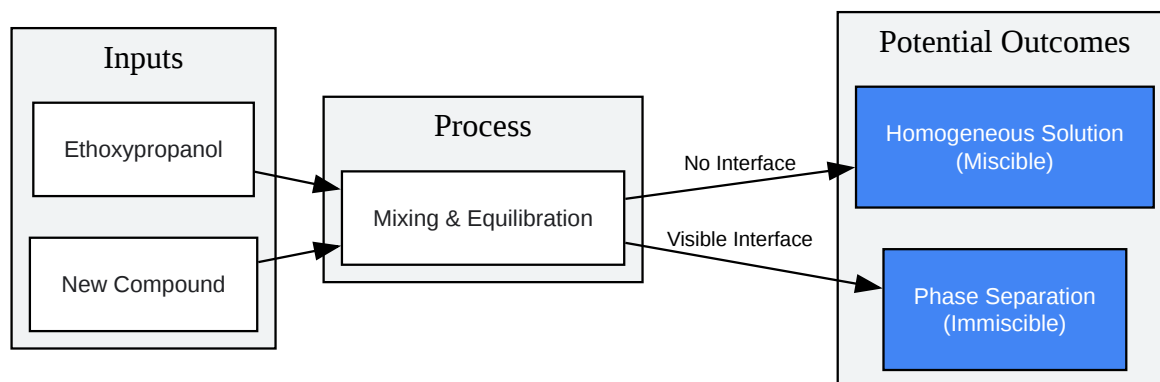 Inputs
Ethoxypropanol
New Compound
Process
Mixing & Equilibration
No Interface
Visible Interface
Potential Outcomes
Homogeneous Solution
(Miscible)
Phase Separation
(Immiscible)